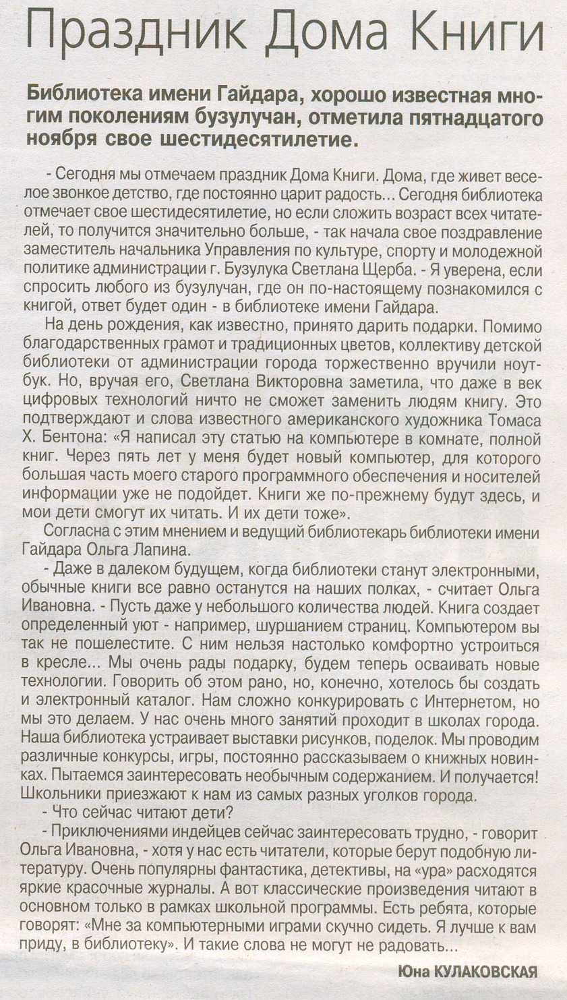 Праздник Дома Книги
Библиотека имени Гайдара, хорошо известная мно-
гим поколениям бузулучан, отметила пятнадцатого
ноября свое шестидесятилетие.
- Сегодня мы отмечаем праздник Дома Книги. Дома, где живет весе-
лое звонкое детство, где постоянно царит радость... Сегодня библиотека
отмечает свое шестидесятилетие, но если сложить возраст всех читате-
лей, то получится значительно больше, - так начала свое поздравление
заместитель начальника Управления по культуре, спорту и молодежной
политике администрации г. Бузулука Светлана Щерба. - Я уверена, если
спросить любого из бузулучан, где он по-настоящему познакомился с
книгой, ответ будет один - в библиотеке имени Гайдара.
На день рождения, как известно, принято дарить подарки. Помимо
благодарственных грамот и традиционных цветов, коллективу детской
библиотеки от администрации города торжественно вручили ноут-
бук. Но, вручая его, Светлана Викторовна заметила, что даже в век
цифровых технологий ничто не сможет заменить людям книгу. Это
подтверждают и слова известного американского художника Томаса
Х. Бентона: «Я написал эту статью на компьютере в комнате, полной
книг. Через пять лет у меня будет новый компьютер, для которого
большая часть моего старого программного обеспечения и носителей
информации уже не подойдет. Книги же по-прежнему будут здесь, и
мои дети смогут их читать. И их дети тоже».
Согласна с этим мнением и ведущий библиотекарь библиотеки имени
Гайдара Ольга Лапина.
- Даже в далеком будущем, когда библиотеки станут электронными,
обычные книги все равно останутся на наших полках, - считает Ольга
Ивановна. - Пусть даже у небольшого количества людей. Книга создает
определенный уют - например, шуршанием страниц. Компьютером вы
так не пошелестите. С ним нельзя настолько комфортно устроиться
в кресле... Мы очень рады подарку, будем теперь осваивать новые
технологии. Говорить об этом рано, но, конечно, хотелось бы создать
и электронный каталог. Нам сложно конкурировать с Интернетом, но
мы это делаем. У нас очень много занятий проходит в школах города.
Наша библиотека устраивает выставки рисунков, поделок. Мы проводим
различные конкурсы, игры, постоянно рассказываем о книжных новин-
ках. Пытаемся заинтересовать необычным содержанием. И получается!
Школьники приезжают к нам из самых разных уголков города.
- Что сейчас читают дети?
- Приключениями индейцев сейчас заинтересовать трудно, - говорит
Ольга Ивановна, - хотя у нас есть читатели, которые берут подобную ли-
тературу. Очень популярны фантастика, детективы, на «ура» расходятся
яркие красочные журналы. А вот классические произведения читают в
основном только в рамках школьной программы. Есть ребята, которые
говорят: «Мне за компьютерными играми скучно сидеть. Я лучше к вам
приду, в библиотеку». И такие слова не могут не радовать...
Юна КУЛАКОВСКАЯ